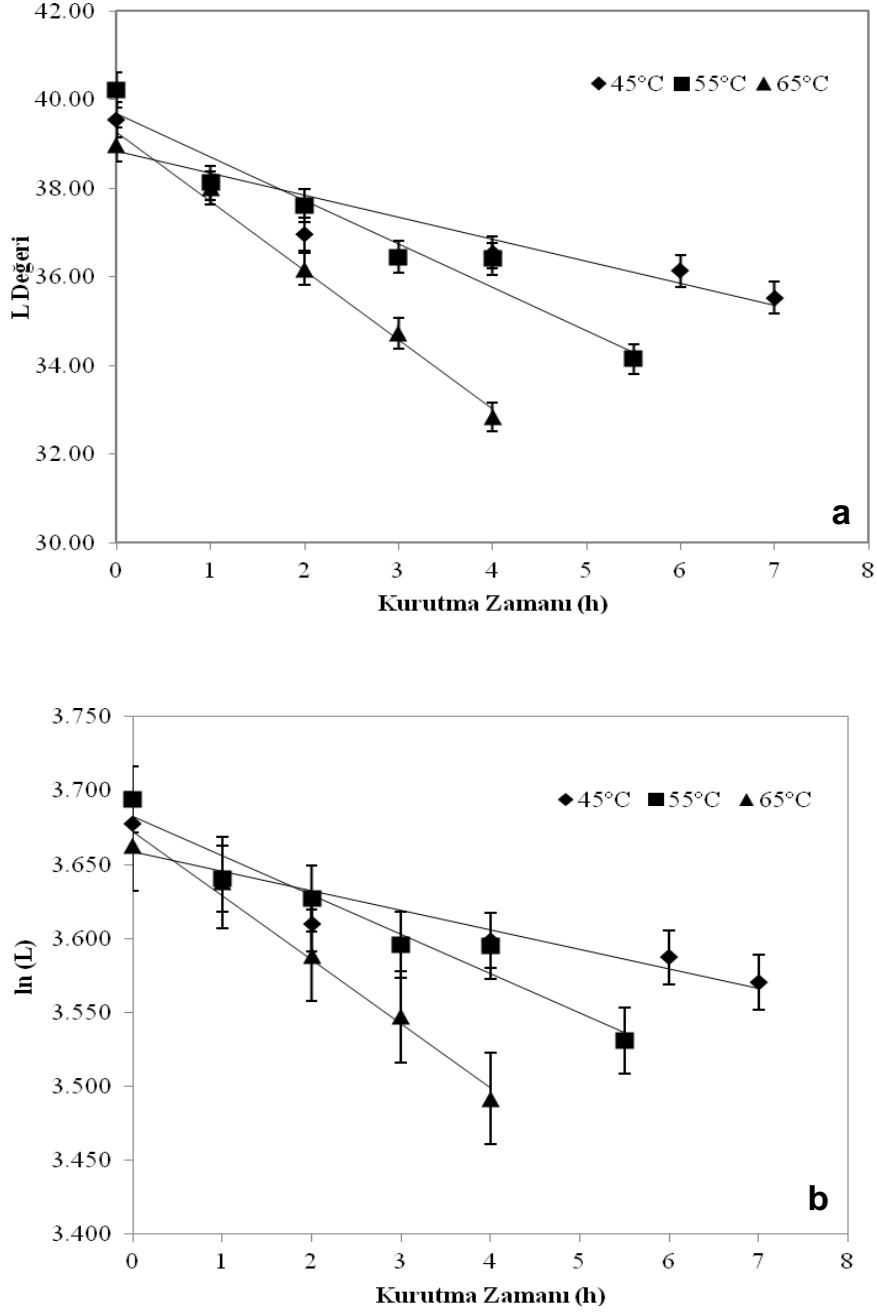 42.00
40.00
38.00
36.00
34.00
32.00
30.00
L Değeri
45°C 55°C 65°C
a
0 1 2 3 4 5 6 7 8
Kurutma Zamanı (h)
3.750
3.700
3.650
3.600
3.550
3.500
3.450
3.400
ln (L)
45°C 55°C 65°C
b
0 1 2 3 4 5 6 7 8
Kurutma Zamanı (h)